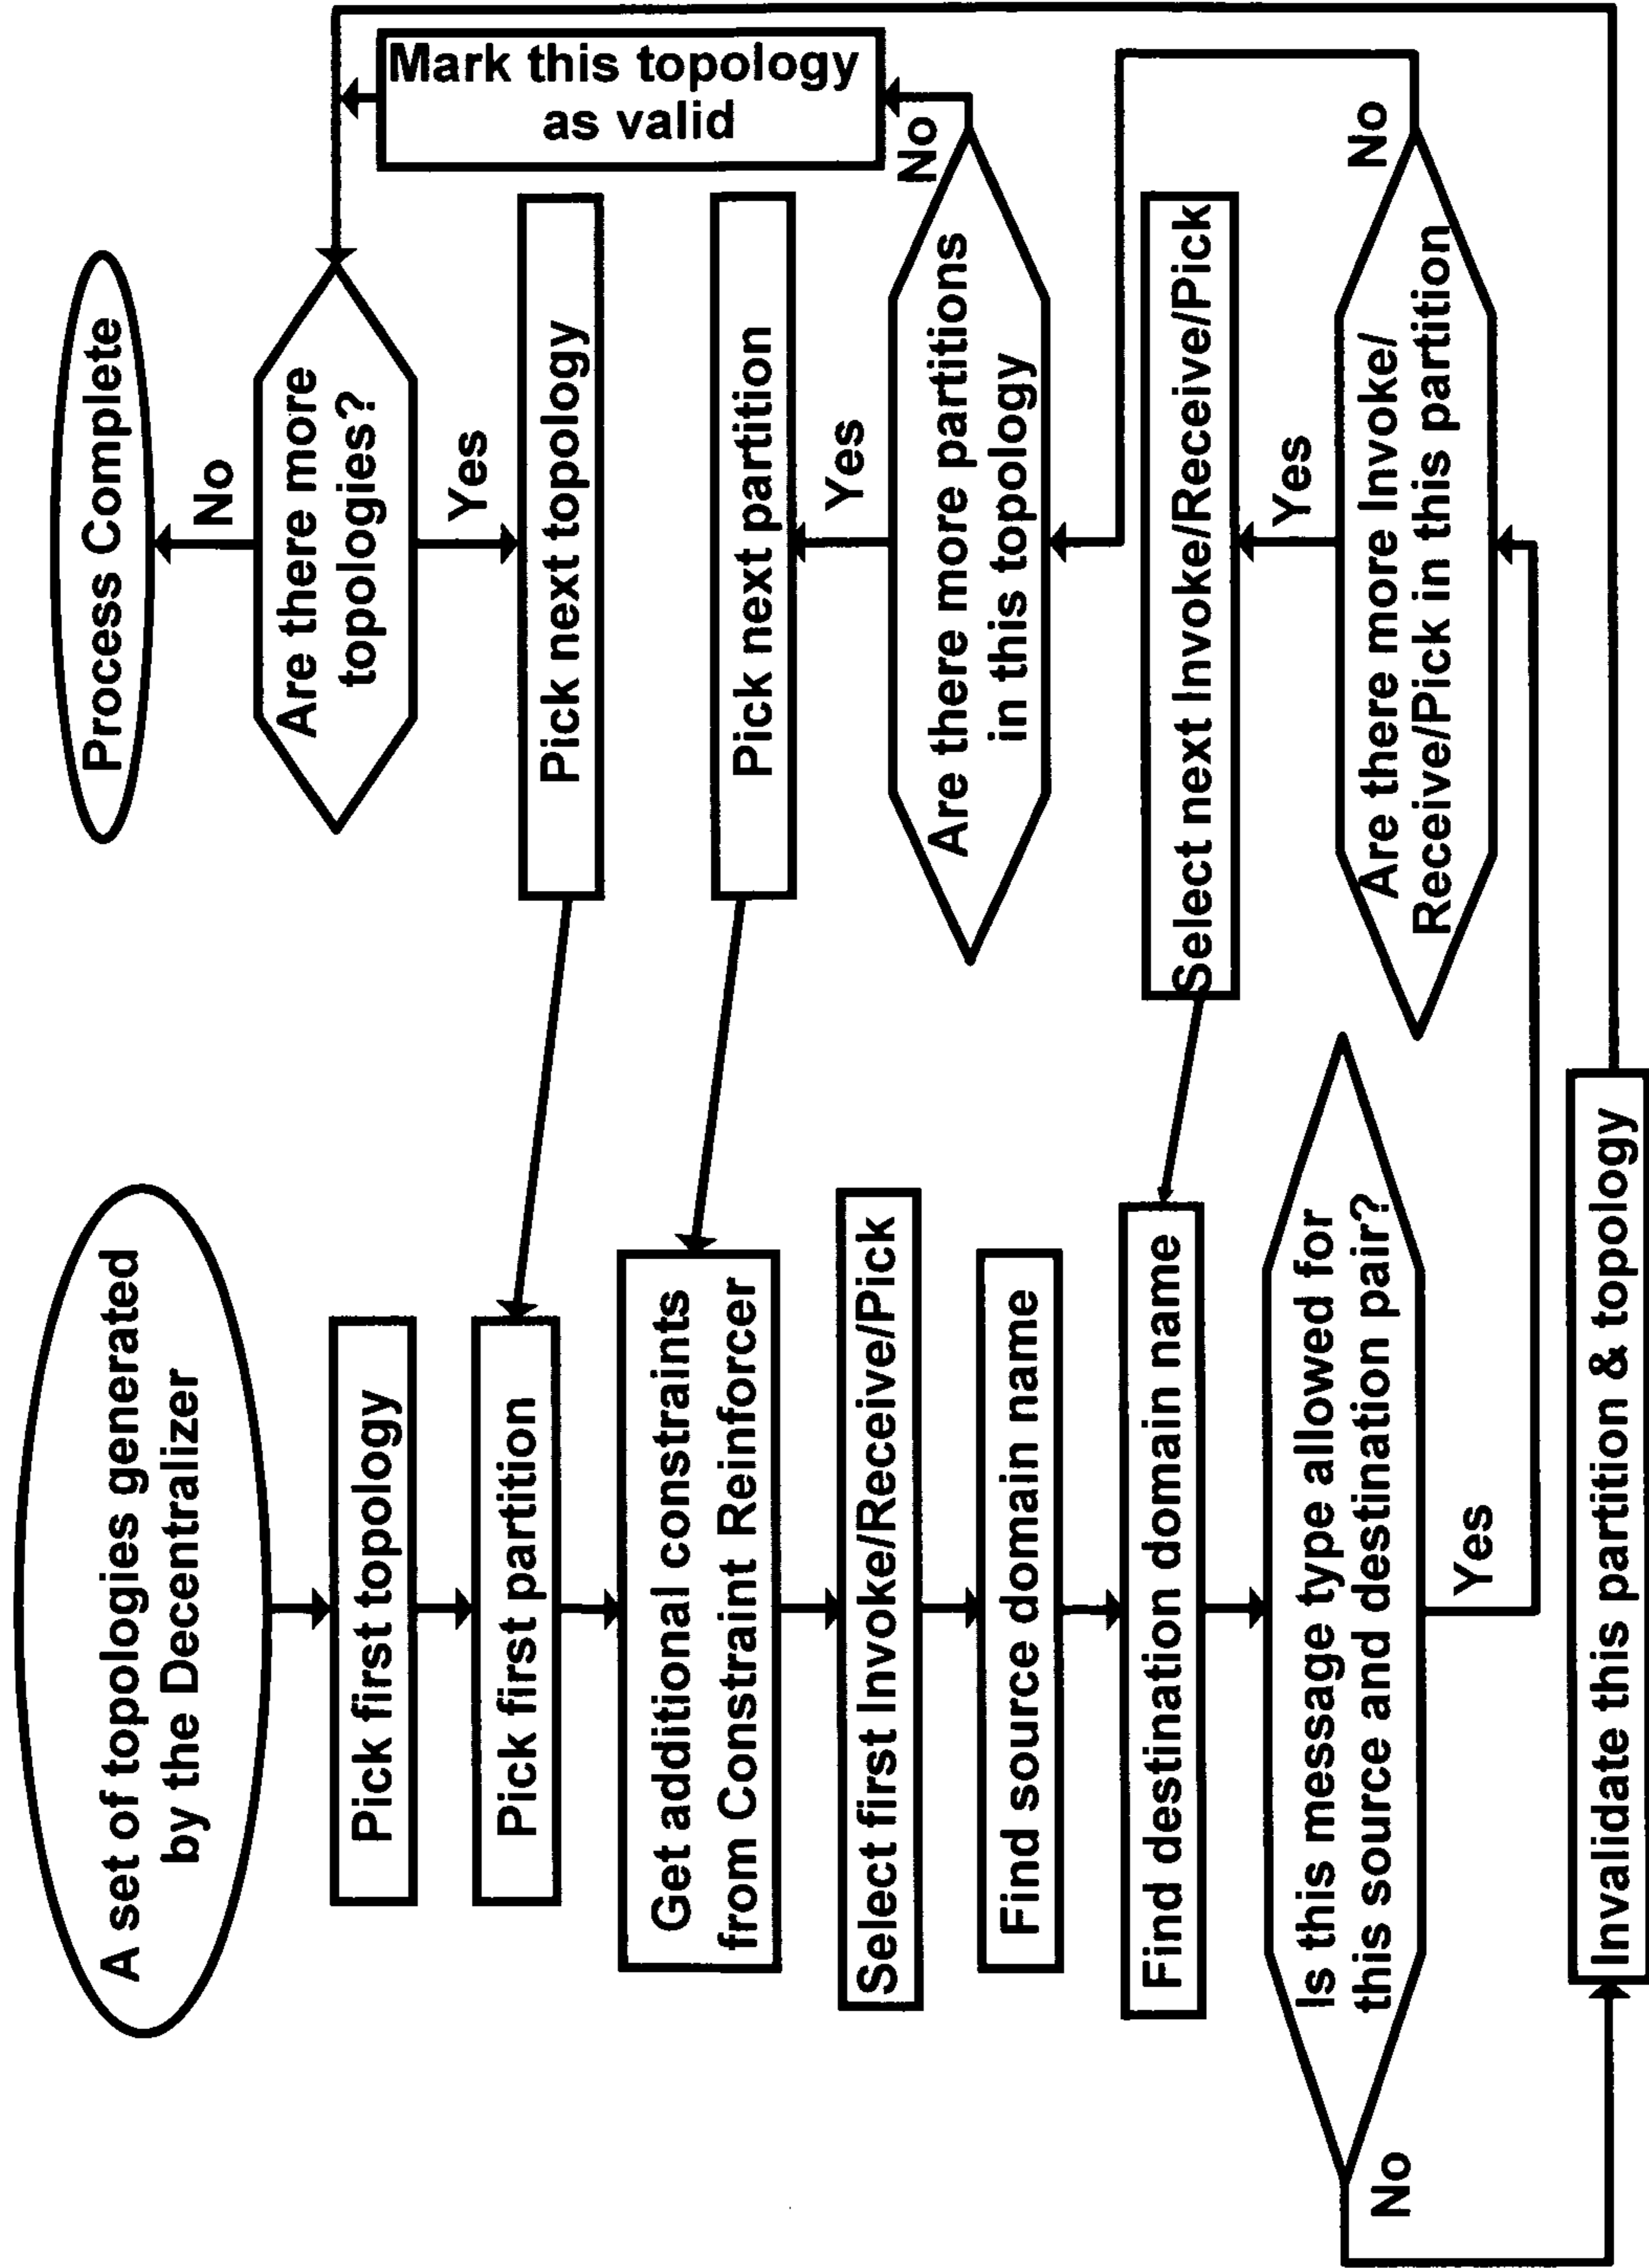 A set of topologies generated
by the Decentralizer
Pick first topology
Pick first partition
Get additional constraints
from Constraint Reinforcer
Select first Invoke/Receive/Pick
Find source domain name
Find destination domain name
Is this message type allowed for
this source and destination pair?
No
Yes
Invalidate this partition & topology
Process Complete
No
Are there more
topologies?
Yes
Pick next topology
Mark this topology
as valid
Pick next partition
Yes
No
Are there more partitions
in this topology
Select next Invoke/Receive/Pick
Yes
No
Are there more Invoke/
Receive/Pick in this partition